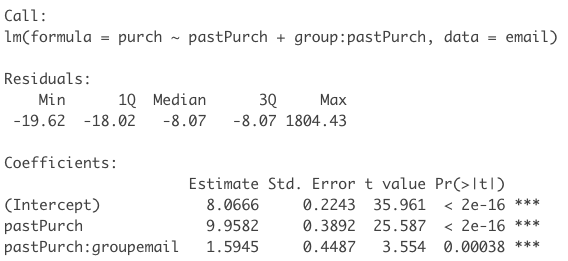 Call:
lm(formula = purch ~ pastPurch + group:pastPurch, data = email)
Residuals:
Min 1Q Median 3Q Max
-19.62 -18.02 -8.07 -8.07 1804.43
Coefficients:
Estimate Std. Error t value Pr(>|t|)
(Intercept) 8.0666 0.2243 35.961 < 2e-16 ***
pastPurch 9.9582 0.3892 25.587 < 2e-16 ***
pastPurch:groupemail 1.5945 0.4487 3.554 0.00038 ***